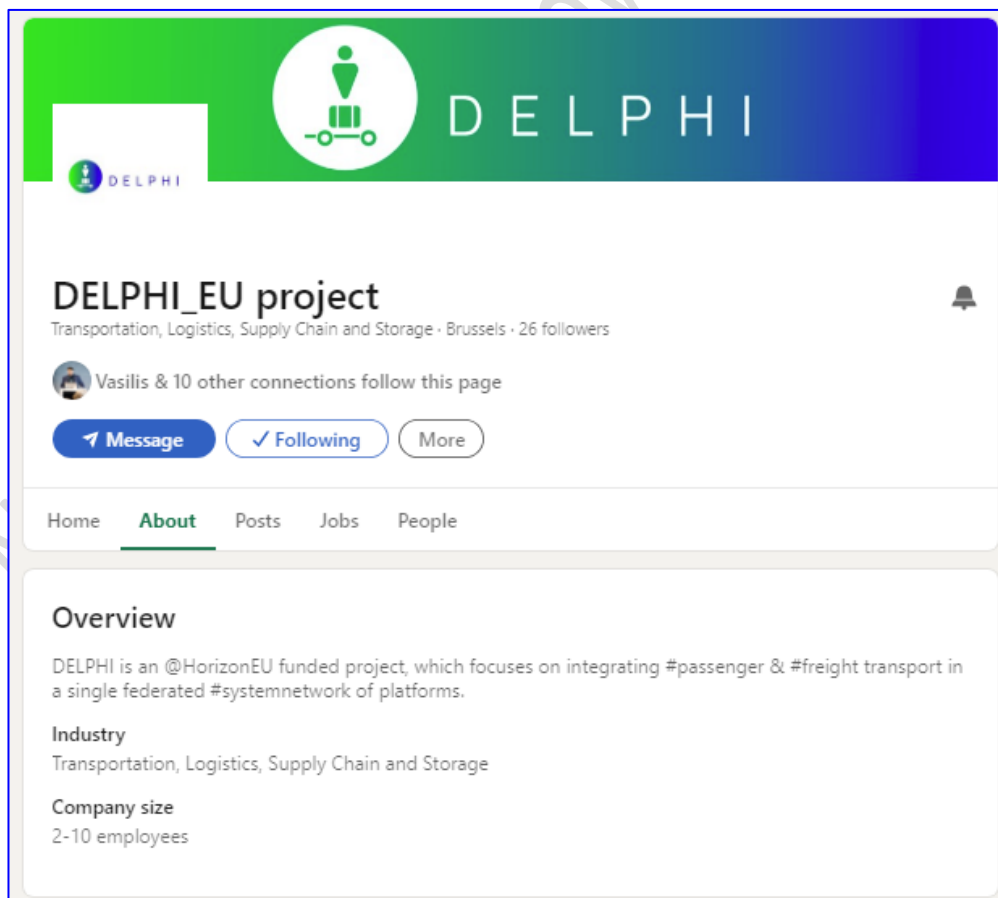 DELPHI
DELPHI
DELPHI_EU project
Transportation, Logistics, Supply Chain and Storage · Brussels · 26 followers
Vasilis & 10 other connections follow this page
Message Following More
Home About Posts Jobs People
Overview
DELPHI is an @HorizonEU funded project, which focuses on integrating #passenger & #freight transport in
a single federated #systemnetwork of platforms.
Industry
Transportation, Logistics, Supply Chain and Storage
Company size
2-10 employees